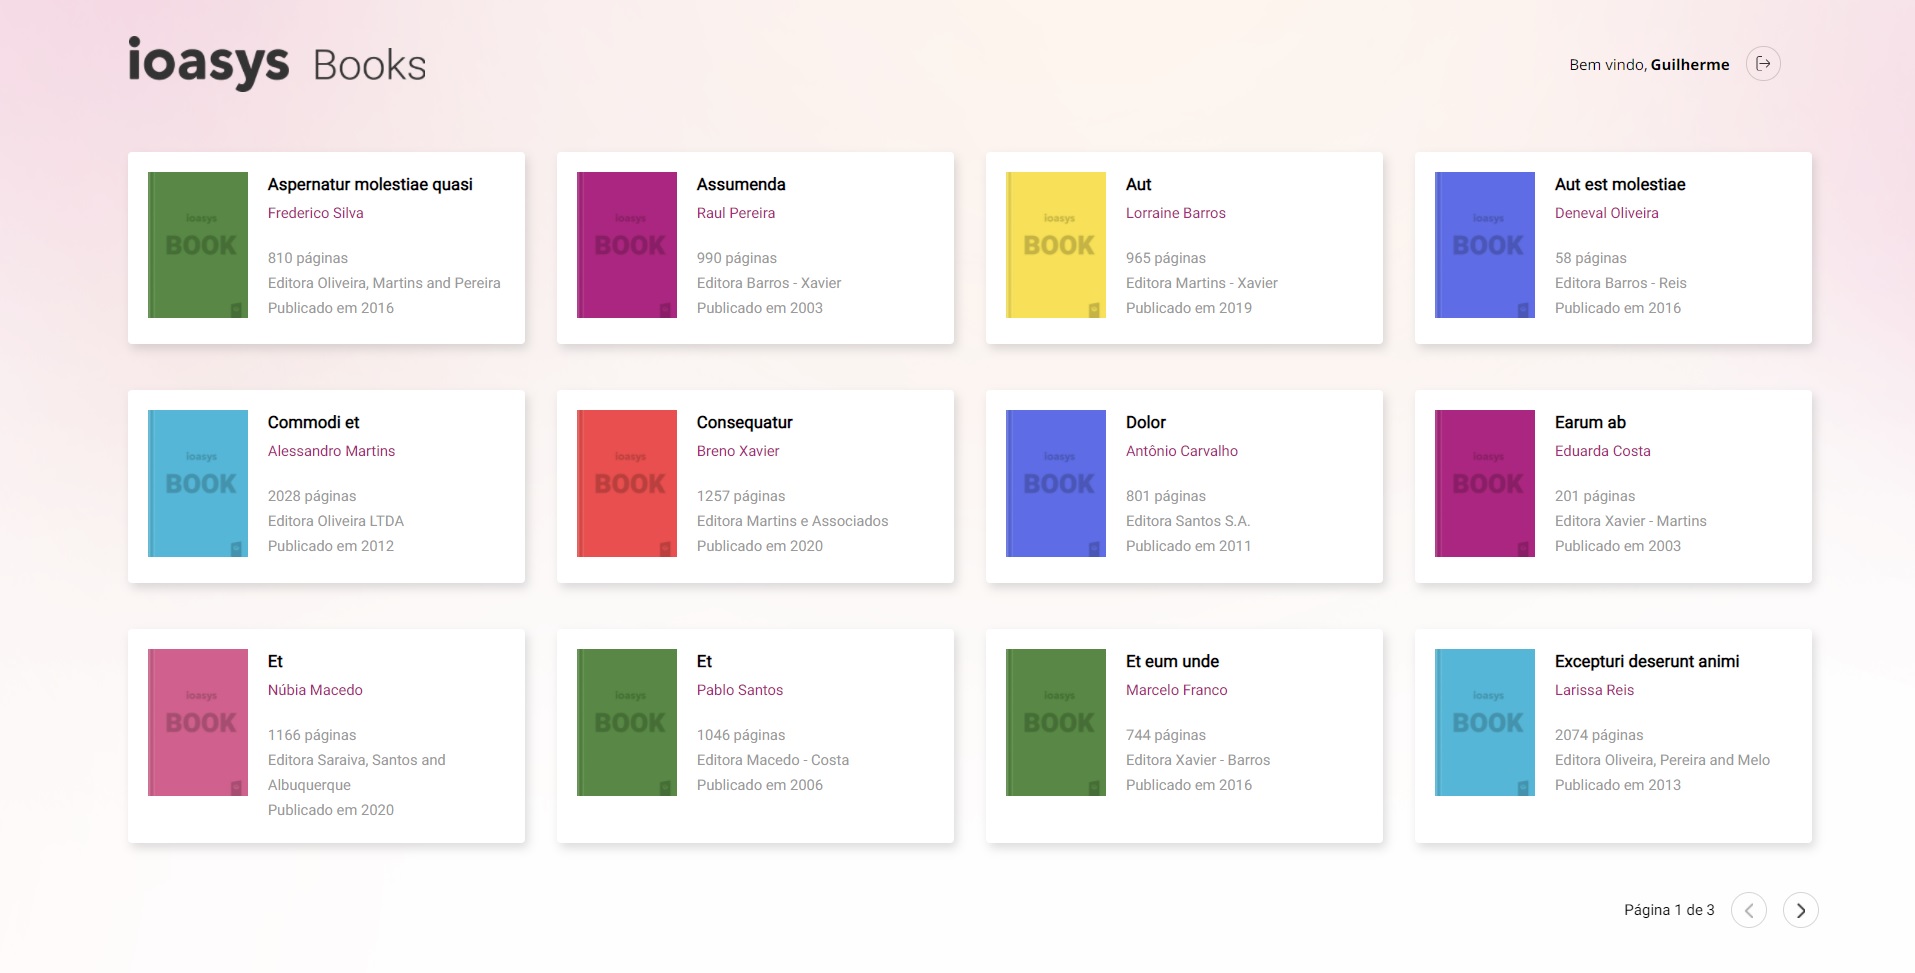 ioasys Books
Bem vindo, Guilherme
ioasys
BOOK
Aspernatur molestiae quasi
Frederico Silva
810 páginas
Editora Oliveira, Martins and Pereira
Publicado em 2016
ioasys
BOOK
Assumenda
Raul Pereira
990 páginas
Editora Barros - Xavier
Publicado em 2003
ioasys
BOOK
Aut
Lorraine Barros
965 páginas
Editora Martins - Xavier
Publicado em 2019
ioasys
BOOK
Aut est molestiae
Deneval Oliveira
58 páginas
Editora Barros - Reis
Publicado em 2016
ioasys
BOOK
Commodi et
Alessandro Martins
2028 páginas
Editora Oliveira LTDA
Publicado em 2012
ioasys
BOOK
Consequatur
Breno Xavier
1257 páginas
Editora Martins e Associados
Publicado em 2020
ioasys
BOOK
Dolor
Antônio Carvalho
801 páginas
Editora Santos S.A.
Publicado em 2011
ioasys
BOOK
Earum ab
Eduarda Costa
201 páginas
Editora Xavier - Martins
Publicado em 2003
ioasys
BOOK
Et
Núbia Macedo
1166 páginas
Editora Saraiva, Santos and
Albuquerque
Publicado em 2020
ioasys
BOOK
Et
Pablo Santos
1046 páginas
Editora Macedo - Costa
Publicado em 2006
ioasys
BOOK
Et eum unde
Marcelo Franco
744 páginas
Editora Xavier - Barros
Publicado em 2016
ioasys
BOOK
Excepturi deserunt animi
Larissa Reis
2074 páginas
Editora Oliveira, Pereira and Melo
Publicado em 2013
Página 1 de 3